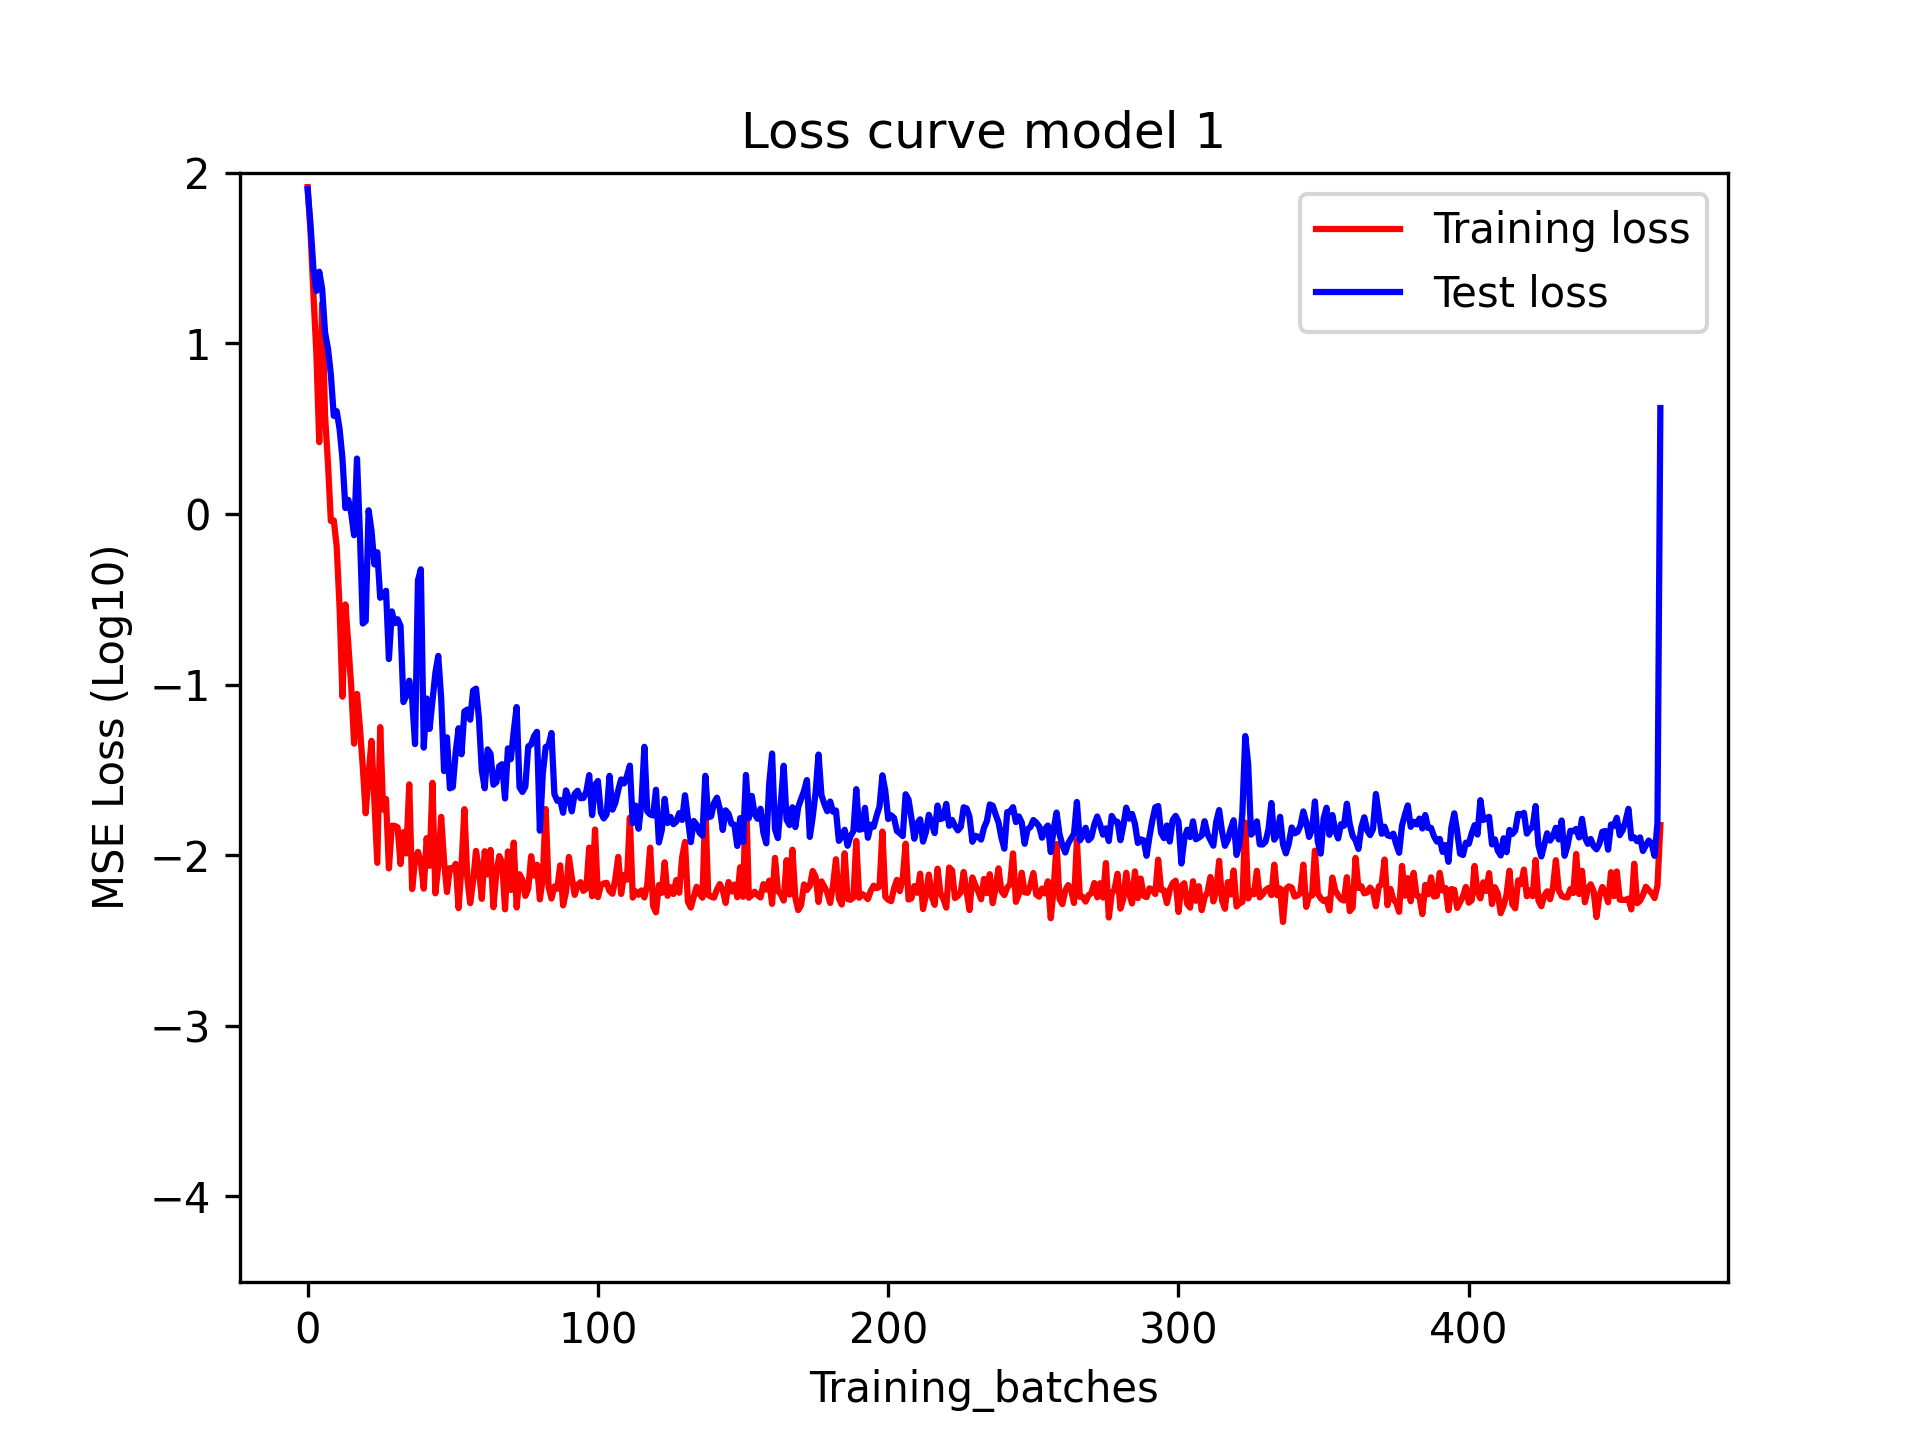 Loss curve model 1
2
1
0
−1
−2
−3
−4
MSE Loss (Log10)
Training loss
Test loss
0 100 200 300 400
Training_batches